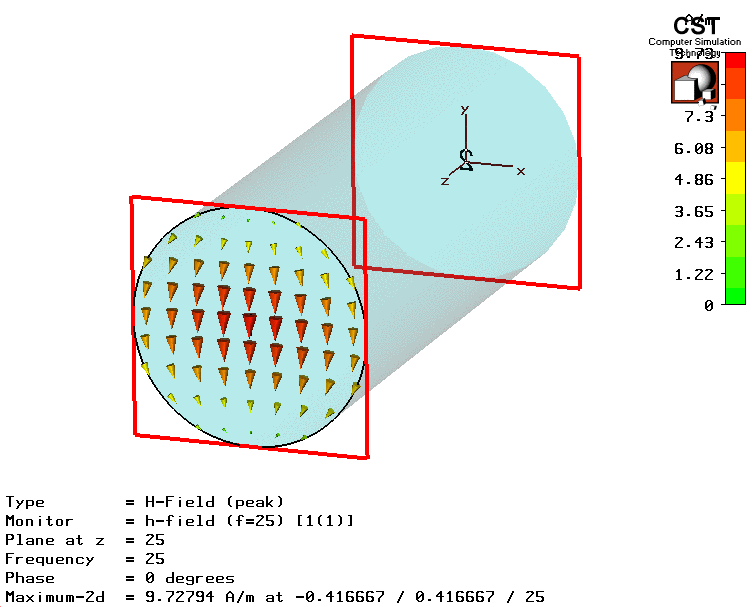 A/m
CST
Computer Simulation
Technology
9.73
7.3
6.08
4.86
3.65
2.43
1.22
0
y
x
z
Type = H-Field (peak)
Monitor = h-field (f=25) [1(1)]
Plane at z = 25
Frequency = 25
Phase = 0 degrees
Maximum-2d = 9.72794 A/m at -0.416667 / 0.416667 / 25